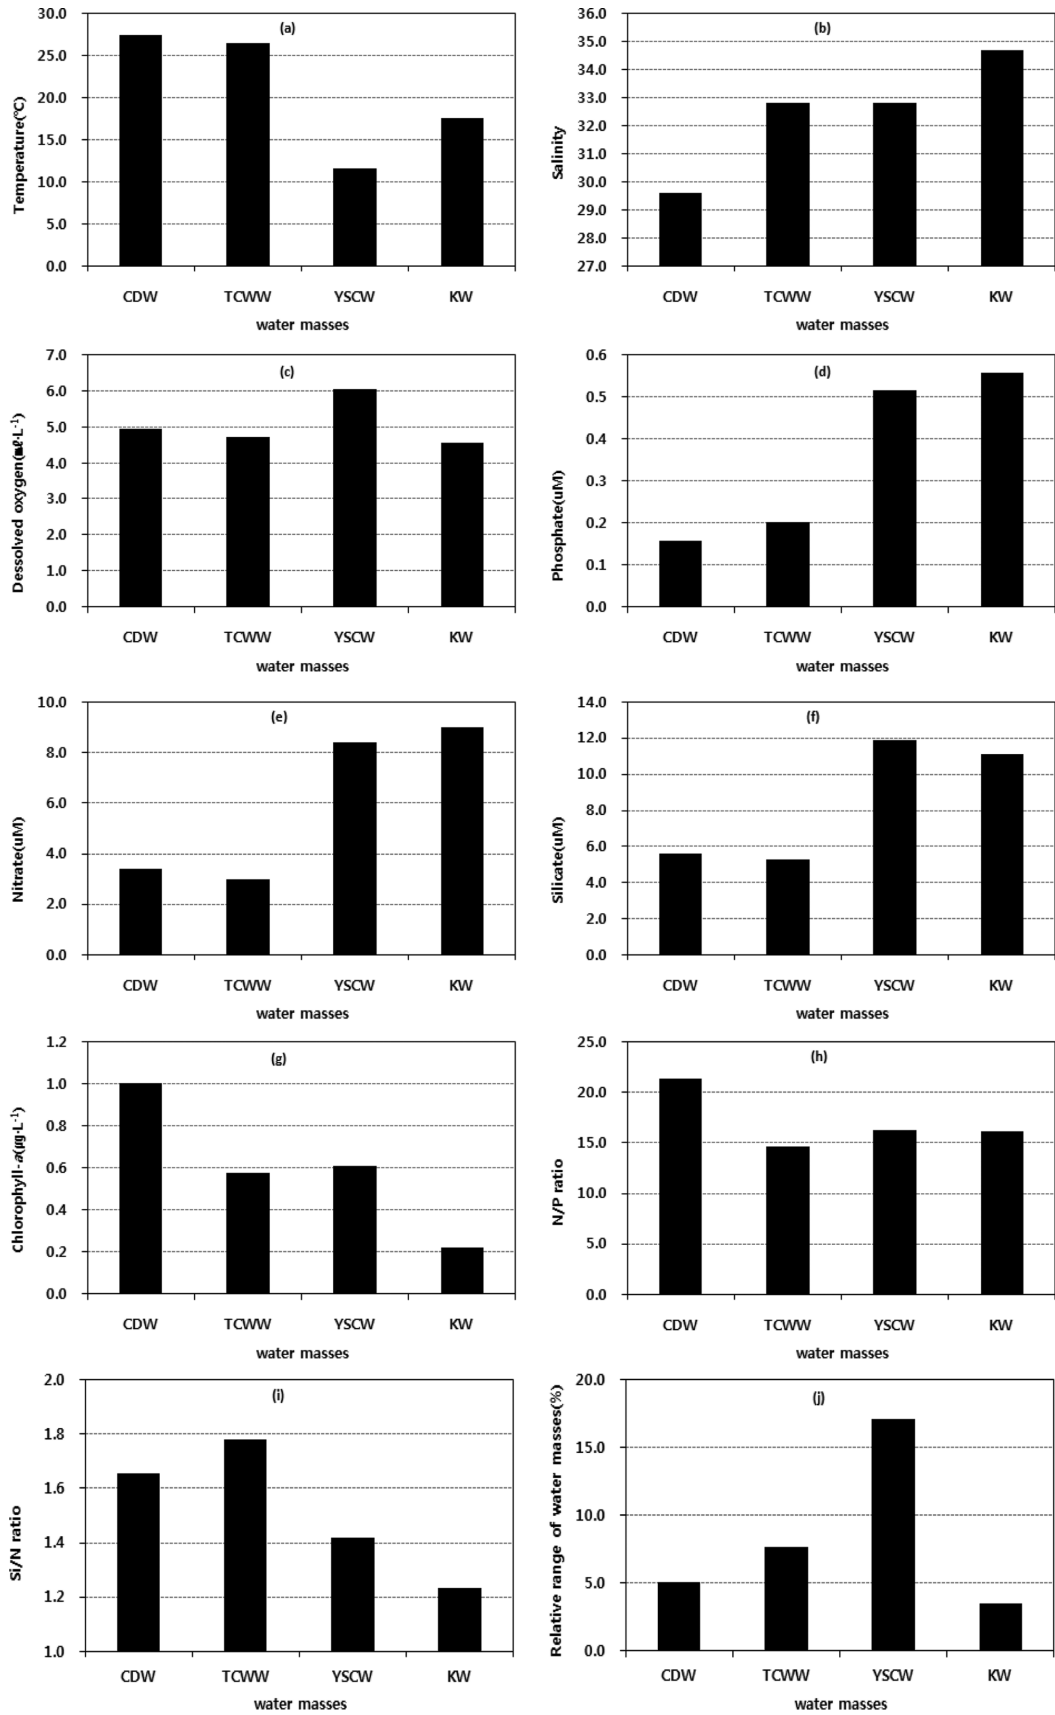 (a)
Temperature(℃)
30.0
25.0
20.0
15.0
10.0
5.0
0.0
CDW TCWW YSCW KW
water masses
(b)
Salinity
36.0
35.0
34.0
33.0
32.0
31.0
30.0
29.0
28.0
27.0
CDW TCWW YSCW KW
water masses
(c)
Dessolved oxygen(㎖·L-1)
7.0
6.0
5.0
4.0
3.0
2.0
1.0
0.0
CDW TCWW YSCW KW
water masses
(d)
Phosphate(uM)
0.6
0.5
0.4
0.3
0.2
0.1
0.0
CDW TCWW YSCW KW
water masses
(e)
Nitrate(uM)
10.0
8.0
6.0
4.0
2.0
0.0
CDW TCWW YSCW KW
water masses
(f)
Silicate(uM)
14.0
12.0
10.0
8.0
6.0
4.0
2.0
0.0
CDW TCWW YSCW KW
water masses
(g)
Chlorophyll-a(㎍·L-1)
1.2
1.0
0.8
0.6
0.4
0.2
0.0
CDW TCWW YSCW KW
water masses
(h)
N/P ratio
25.0
20.0
15.0
10.0
5.0
0.0
CDW TCWW YSCW KW
water masses
(i)
Si/N ratio
2.0
1.8
1.6
1.4
1.2
1.0
CDW TCWW YSCW KW
water masses
(j)
Relative range of water masses(%)
20.0
15.0
10.0
5.0
0.0
CDW TCWW YSCW KW
water masses